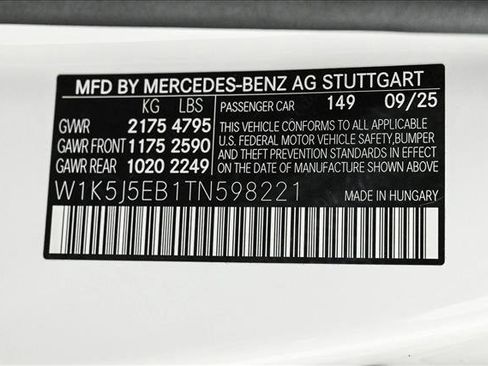 MFD BY MERCEDES-BENZ AG STUTTGART
KG LBS
GVWR 2175 4795
GAWR FRONT 1175 2590
GAWR REAR 1020 2249
PASSENGER CAR 149 09/25
THIS VEHICLE CONFORMS TO ALL APPLICABLE
U.S. FEDERAL MOTOR VEHICLE SAFETY,BUMPER
AND THEFT PREVENTION STANDARDS IN EFFECT
ON THE DATE OF MANUFACTURE SHOWN ABOVE
W1K5J5EB1TN598221
MADE IN HUNGARY